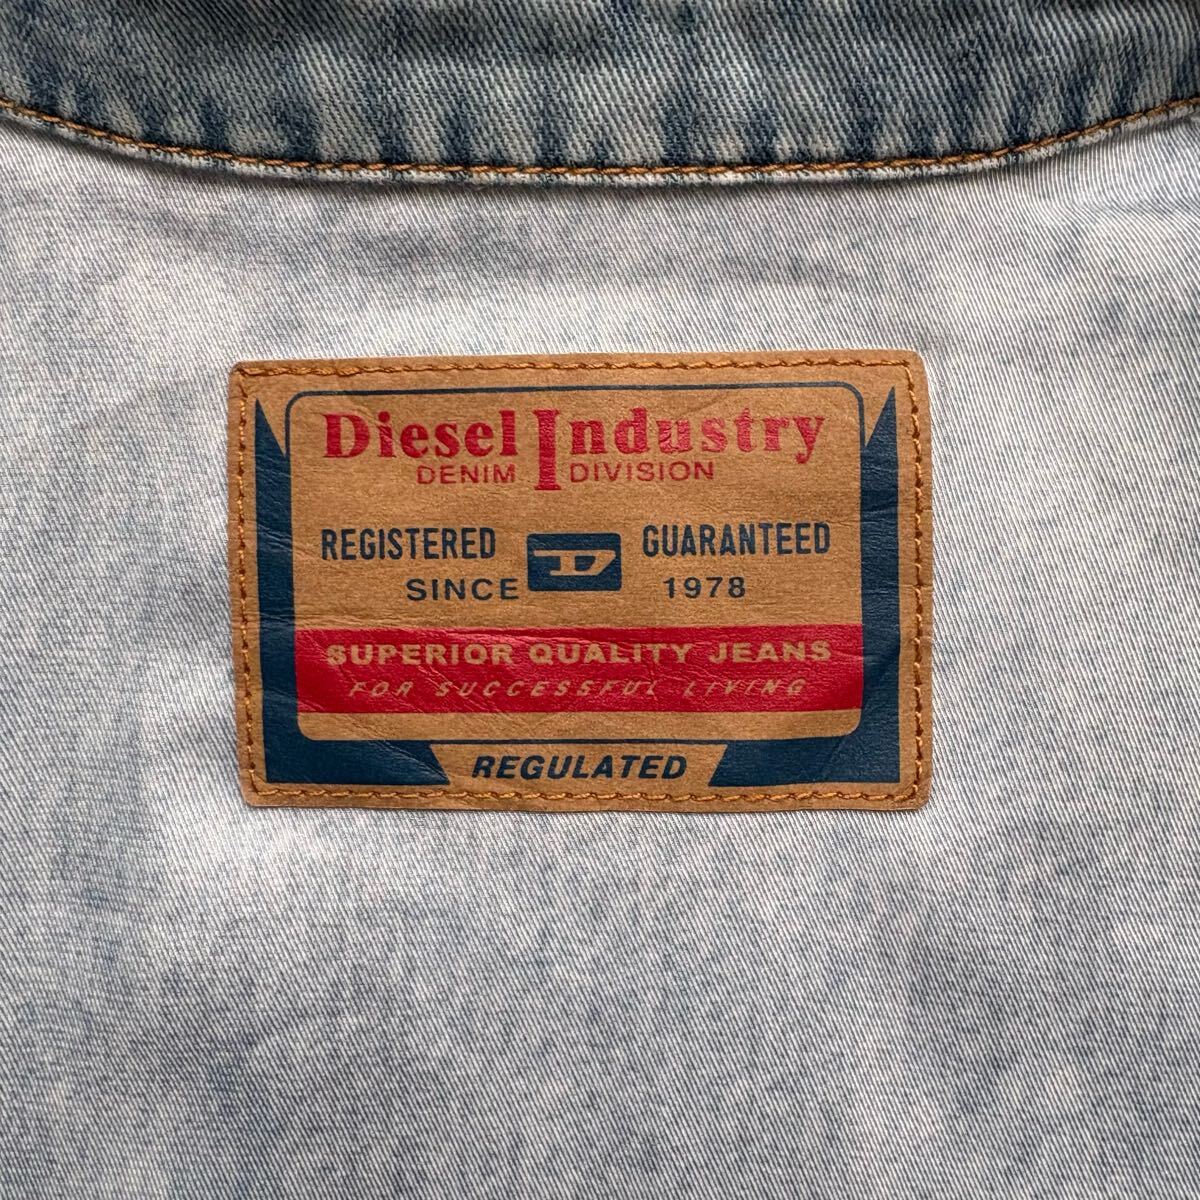 Diesel Industry
DENIM DIVISION
REGISTERED D GUARANTEED
SINCE 1978
SUPERIOR QUALITY JEANS
FOR SUCCESSFUL LIVING
REGULATED